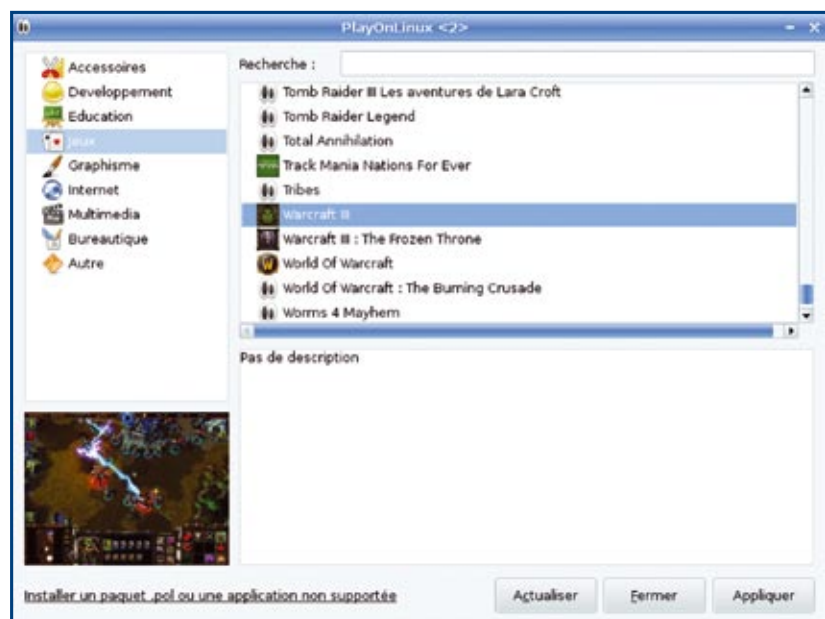 PlayOnLinux <2>
Accessoires
Developpement
Education
Jeux
Graphisme
Internet
Multimedia
Bureautique
Autre
Recherche :
Tomb Raider III Les aventures de Lara Croft
Tomb Raider Legend
Total Annihilation
Track Mania Nations For Ever
Tribes
Warcraft III
Warcraft III : The Frozen Throne
World Of Warcraft
World Of Warcraft : The Burning Crusade
Worms 4 Mayhem
Pas de description
Installer un paquet .pol ou une application non supportée
Actualiser
Fermer
Appliquer